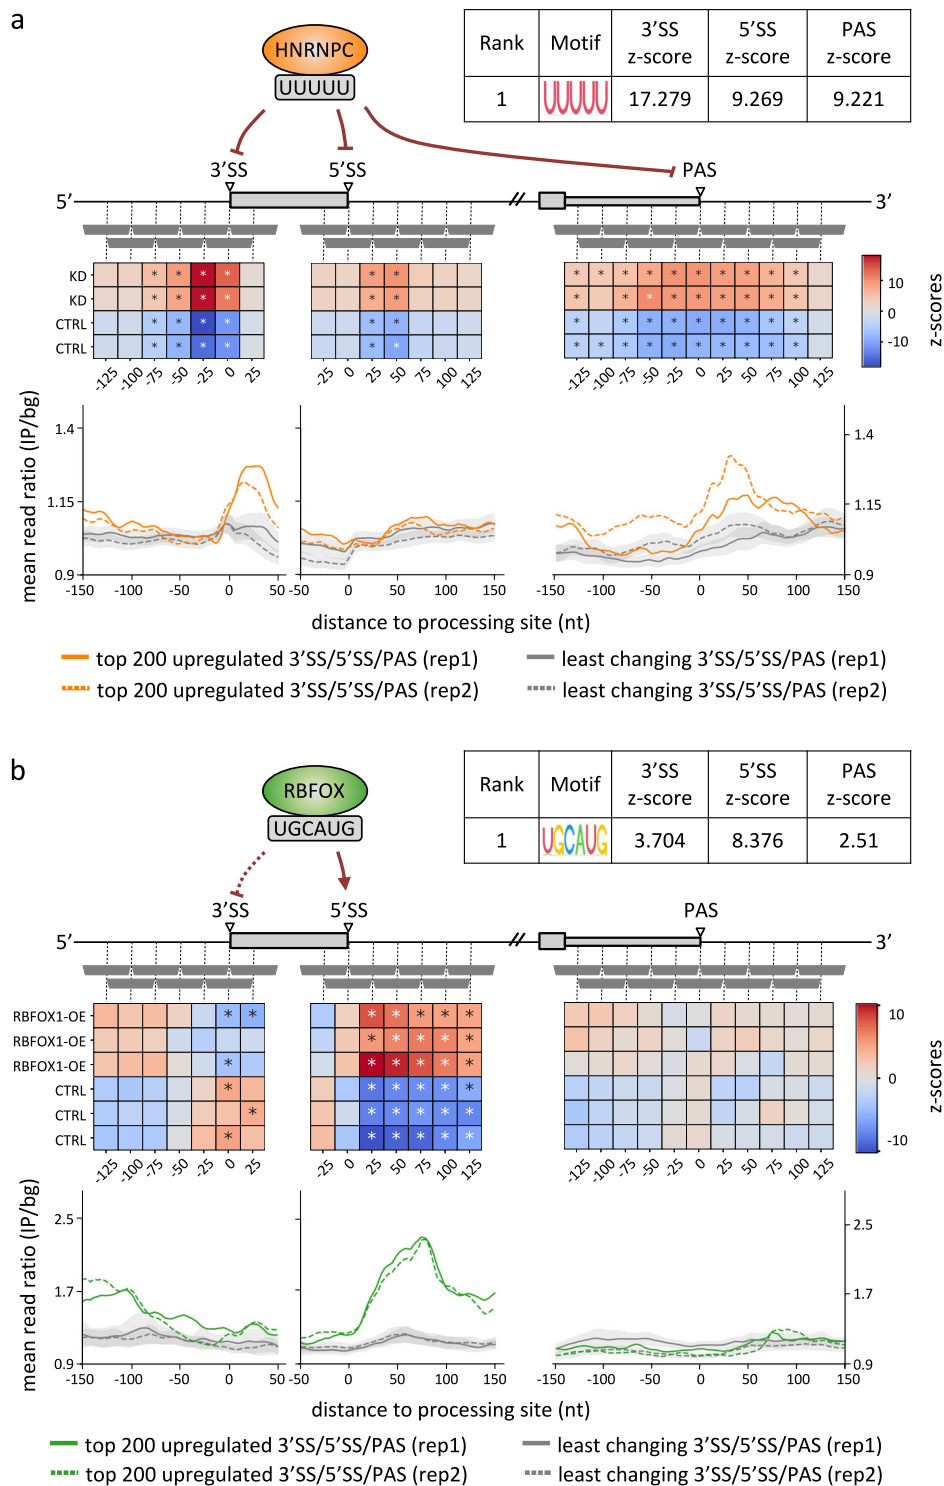 a
HNRNPC
UUUUU
Rank Motif 3’SS z-score 5’SS z-score PAS z-score
1 UUUUU 17.279 9.269 9.221
3’SS 5’SS PAS
5’ // 3’
KD * * * * * * * * * * * * * * * *
KD * * * * * * * * * * * * * * * *
CTRL * * * * * * * * * * * * * * * *
CTRL * * * * * * * * * * * * * * * *
-125 -100 -75 -50 -25 0 25 -25 0 25 50 75 100 125 -125 -100 -75 -50 -25 0 25 50 75 100 125
10
0
-10
z-scores
mean read ratio (IP/bg)
1.4 1.4
1.15 1.15
0.9 0.9
-150 -100 -50 0 50 -50 0 50 100 150 -150 -100 -50 0 50 100 150
distance to processing site (nt)
top 200 upregulated 3’SS/5’SS/PAS (rep1) least changing 3’SS/5’SS/PAS (rep1)
top 200 upregulated 3’SS/5’SS/PAS (rep2) least changing 3’SS/5’SS/PAS (rep2)
b
RBFOX
UGCAUG
Rank Motif 3’SS z-score 5’SS z-score PAS z-score
1 UGCAUG 3.704 8.376 2.51
3’SS 5’SS PAS
5’ // 3’
RBFOX1-OE * * * * * * *
RBFOX1-OE * * * * *
RBFOX1-OE * * * * * *
CTRL * * * * * *
CTRL * * * * * *
CTRL * * * * * *
-125 -100 -75 -50 -25 0 25 -25 0 25 50 75 100 125 -125 -100 -75 -50 -25 0 25 50 75 100 125
10
0
-10
z-scores
mean read ratio (IP/bg)
2.5 2.5
1.7 1.7
0.9 0.9
-150 -100 -50 0 50 -50 0 50 100 150 -150 -100 -50 0 50 100 150
distance to processing site (nt)
top 200 upregulated 3’SS/5’SS/PAS (rep1) least changing 3’SS/5’SS/PAS (rep1)
top 200 upregulated 3’SS/5’SS/PAS (rep2) least changing 3’SS/5’SS/PAS (rep2)